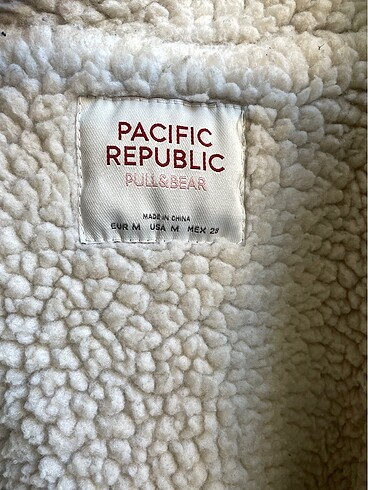 PACIFIC
REPUBLIC
PULL&BEAR
MADE IN CHINA
EUR M USA M MEX 28